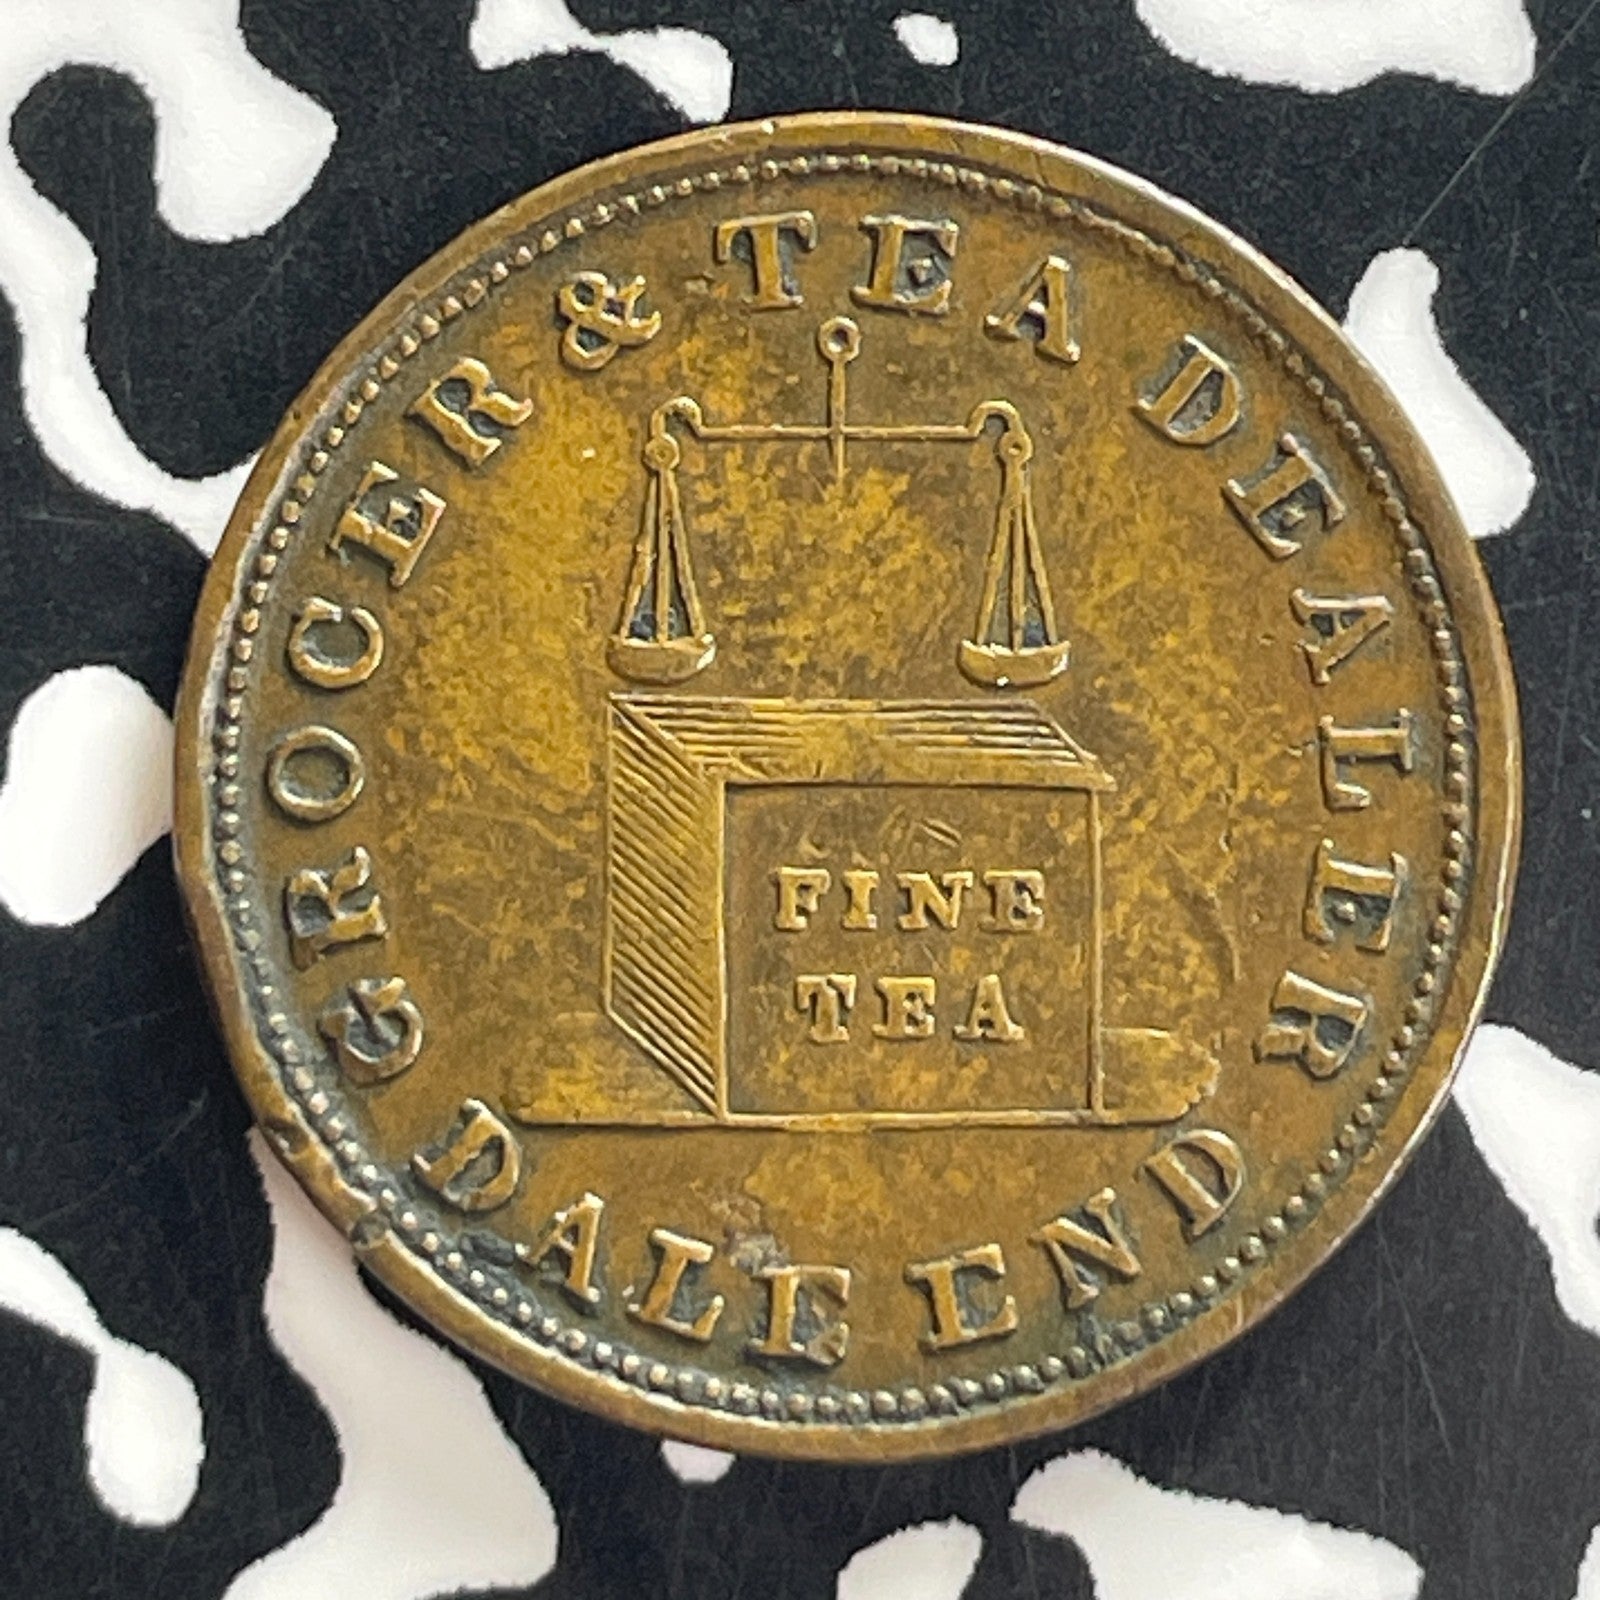 GROCER & TEA DEALER
FINE
TEA
DALE END